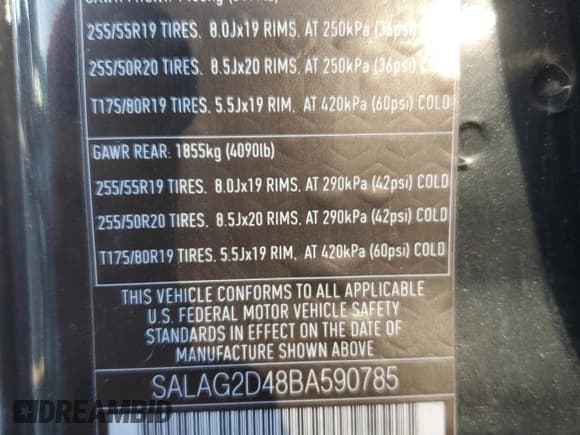 255/55R19 TIRES. 8.0Jx19 RIMS, AT 250kPa (36psi)
255/50R20 TIRES. 8.5Jx20 RIMS, AT 250kPa (36psi) COLD
T175/80R19 TIRES. 5.5Jx19 RIM, AT 420kPa (60psi) COLD
GAWR REAR: 1855kg (4090lb)
255/55R19 TIRES. 8.0Jx19 RIMS, AT 290kPa (42psi) COLD
255/50R20 TIRES. 8.5Jx20 RIMS, AT 290kPa (42psi) COLD
T175/80R19 TIRES. 5.5Jx19 RIM, AT 420kPa (60psi) COLD
THIS VEHICLE CONFORMS TO ALL APPLICABLE
U.S. FEDERAL MOTOR VEHICLE SAFETY
STANDARDS IN EFFECT ON THE DATE OF
MANUFACTURE SHOWN ABOVE
SALAG2D48BA590785
DREAMBID